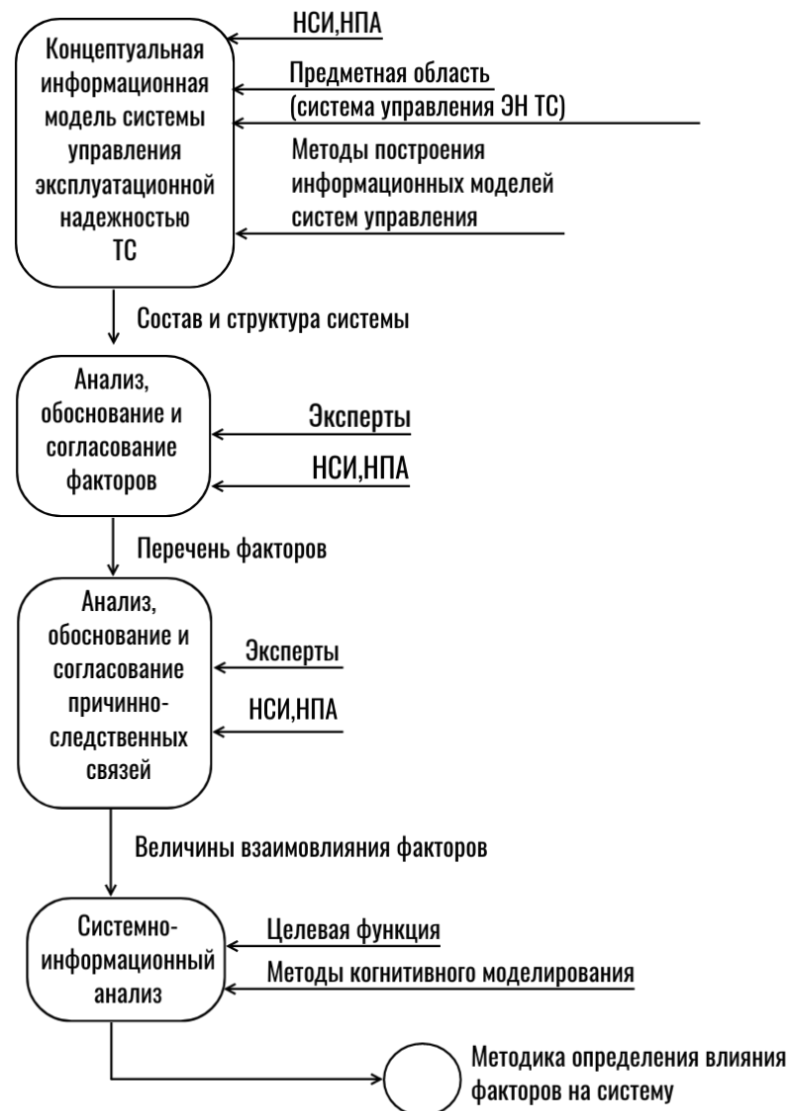 Концептуальная
информационная
модель системы
управления
эксплуатационной
надежностью
ТС
НСИ,НПА
Предметная область
(система управления ЭН ТС)
Методы построения
информационных моделей
систем управления
Состав и структура системы
Анализ,
обоснование и
согласование
факторов
Эксперты
НСИ,НПА
Перечень факторов
Анализ,
обоснование и
согласование
причинно-
следственных
связей
Эксперты
НСИ,НПА
Величины взаимовлияния факторов
Системно-
информационный
анализ
Целевая функция
Методы когнитивного моделирования
Методика определения влияния
факторов на систему